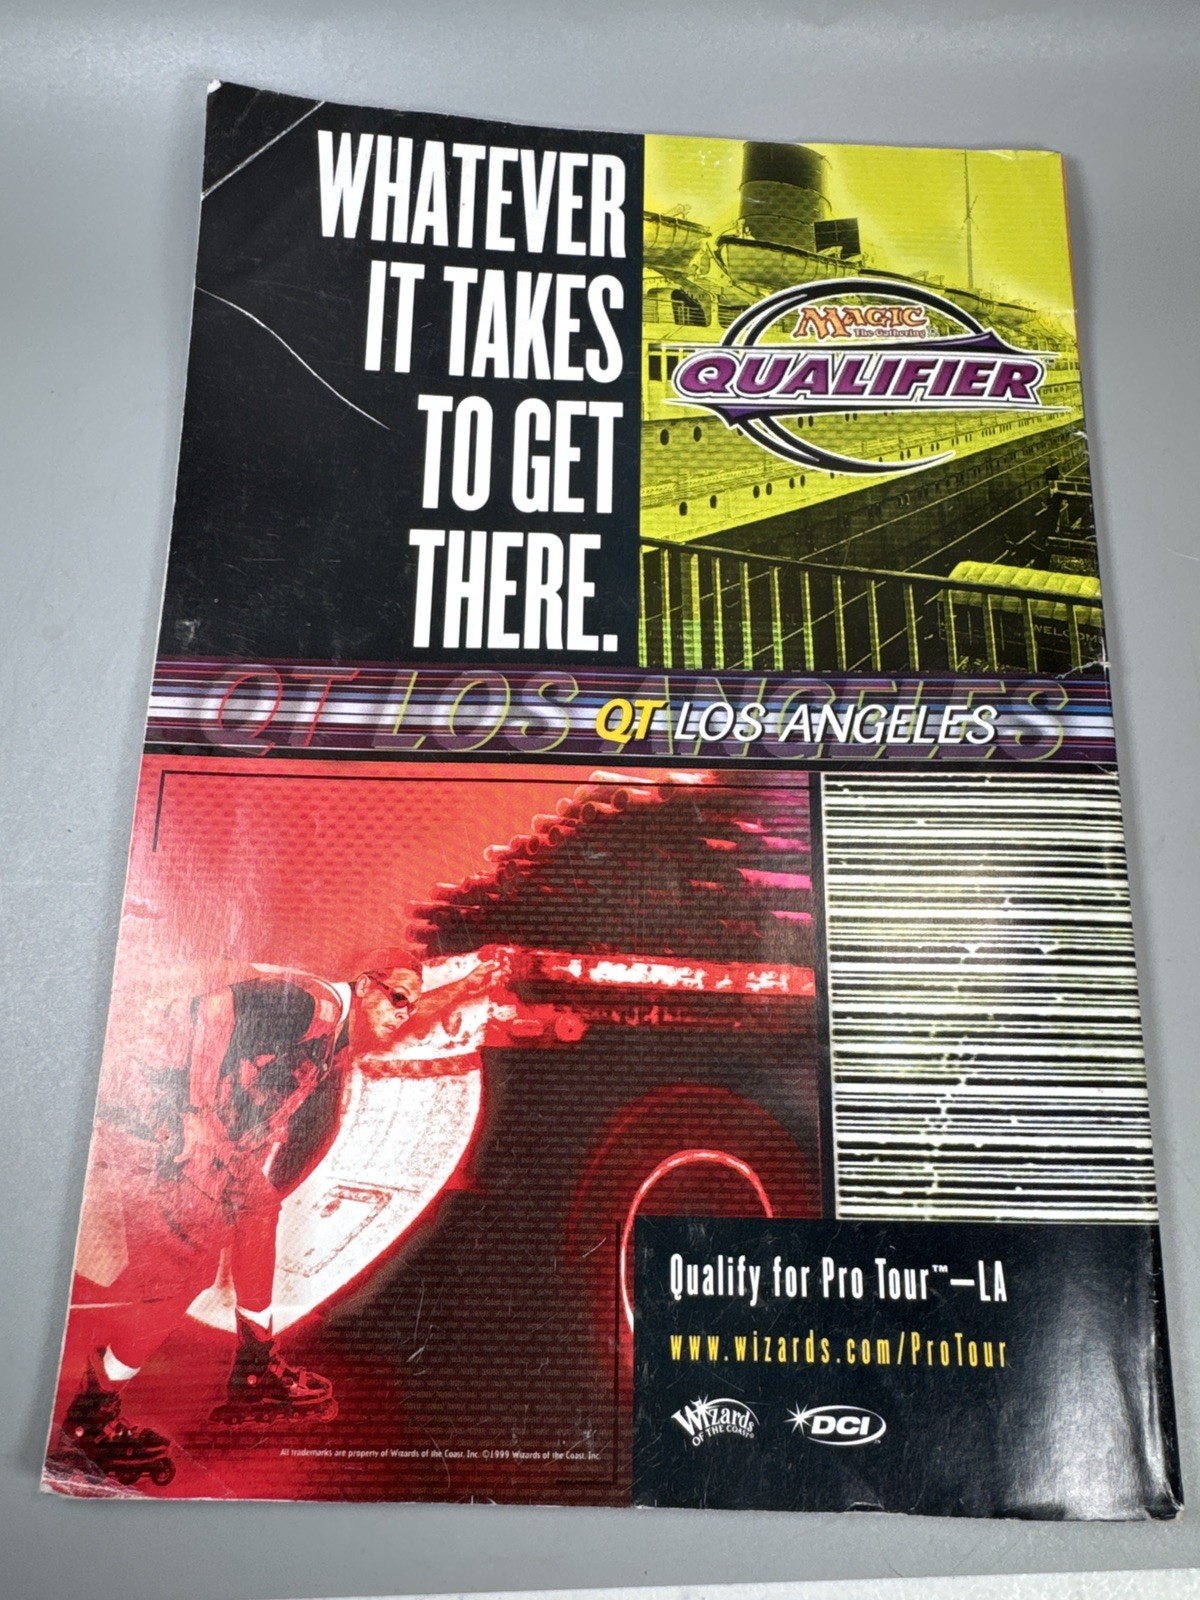 WHATEVER
IT TAKES
TO GET
THERE.
MAGIC
The Gathering
QUALIFIER
WELCOM
QT LOS ANGELES
QT LOS ANGELES
Qualify for Pro Tour™–LA
www.wizards.com/ProTour
Wizards
OF THE COAST®
DCI
All trademarks are property of Wizards of the Coast, Inc. ©1999 Wizards of the Coast, Inc.